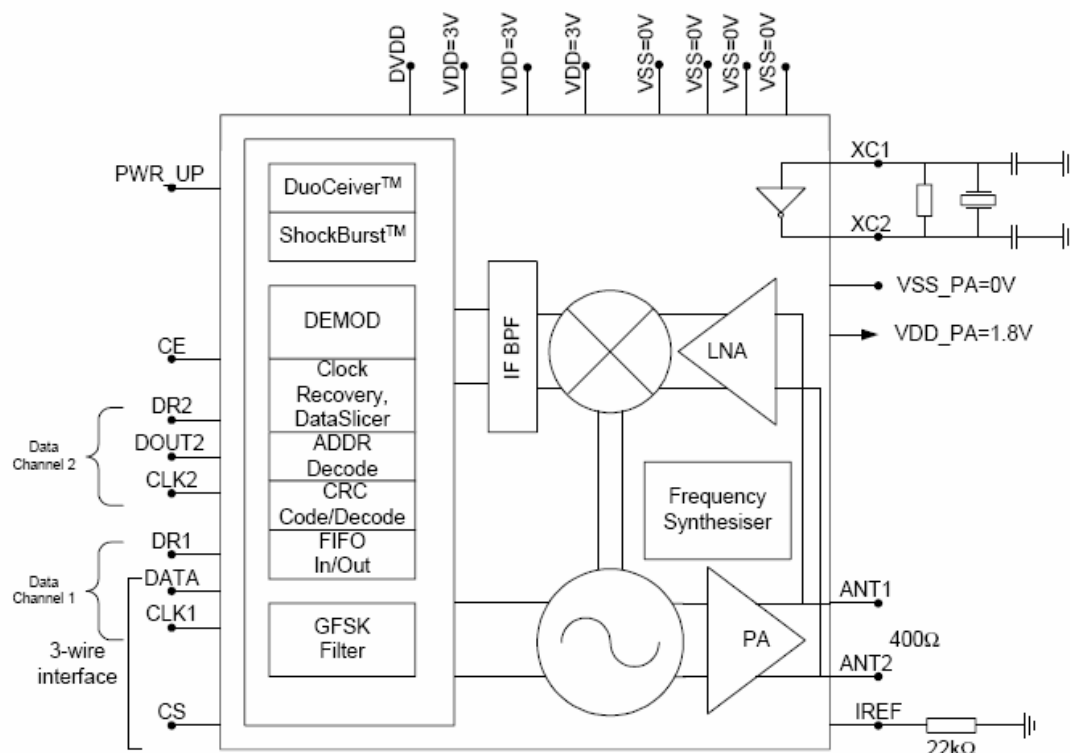 DVDD
VDD=3V
VDD=3V
VDD=3V
VSS=0V
VSS=0V
VSS=0V
VSS=0V
PWR_UP
DuoCeiver™
ShockBurst™
XC1
XC2
VSS_PA=0V
VDD_PA=1.8V
DEMOD
IF BPF
LNA
CE
Clock
Recovery,
DataSlicer
DR2
DOUT2
CLK2
Data
Channel 2
ADDR
Decode
CRC
Code/Decode
FIFO
In/Out
Frequency
Synthesiser
DR1
DATA
CLK1
Data
Channel 1
3-wire
interface
GFSK
Filter
PA
ANT1
400Ω
ANT2
CS
IREF
22kΩ